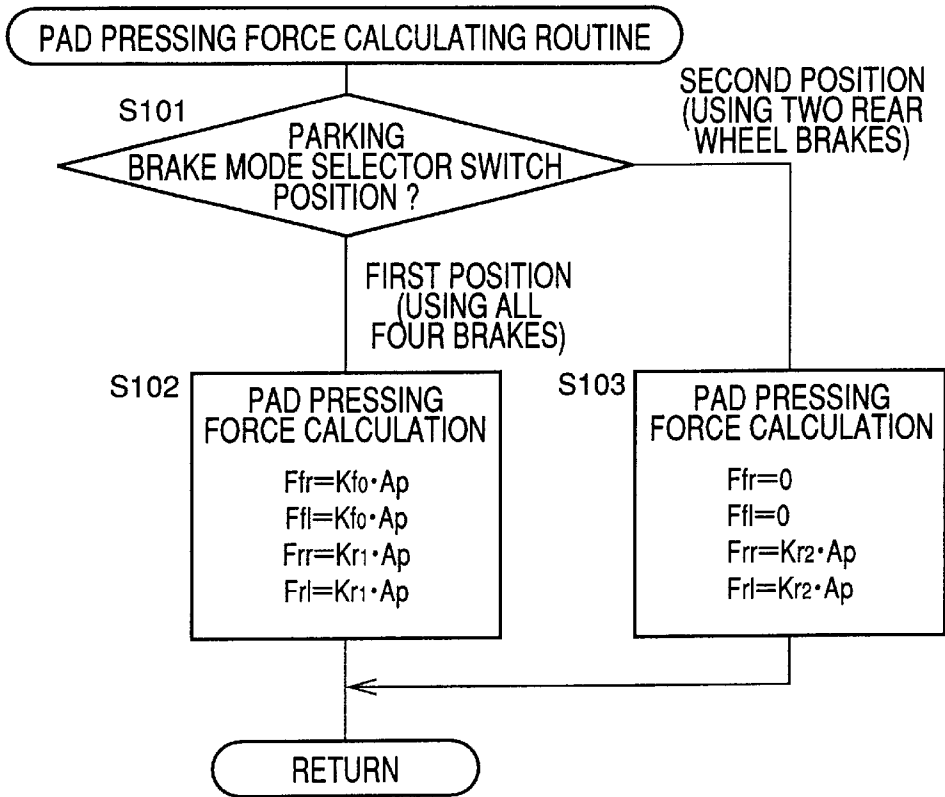 PAD PRESSING FORCE CALCULATING ROUTINE
S101
PARKING
BRAKE MODE SELECTOR SWITCH
POSITION ?
SECOND POSITION
(USING TWO REAR
WHEEL BRAKES)
FIRST POSITION
(USING ALL
FOUR BRAKES)
S102
PAD PRESSING
FORCE CALCULATION
Ffr=Kf0·Ap
Ffl=Kf0·Ap
Frr=Kr1·Ap
Frl=Kr1·Ap
S103
PAD PRESSING
FORCE CALCULATION
Ffr=0
Ffl=0
Frr=Kr2·Ap
Frl=Kr2·Ap
RETURN